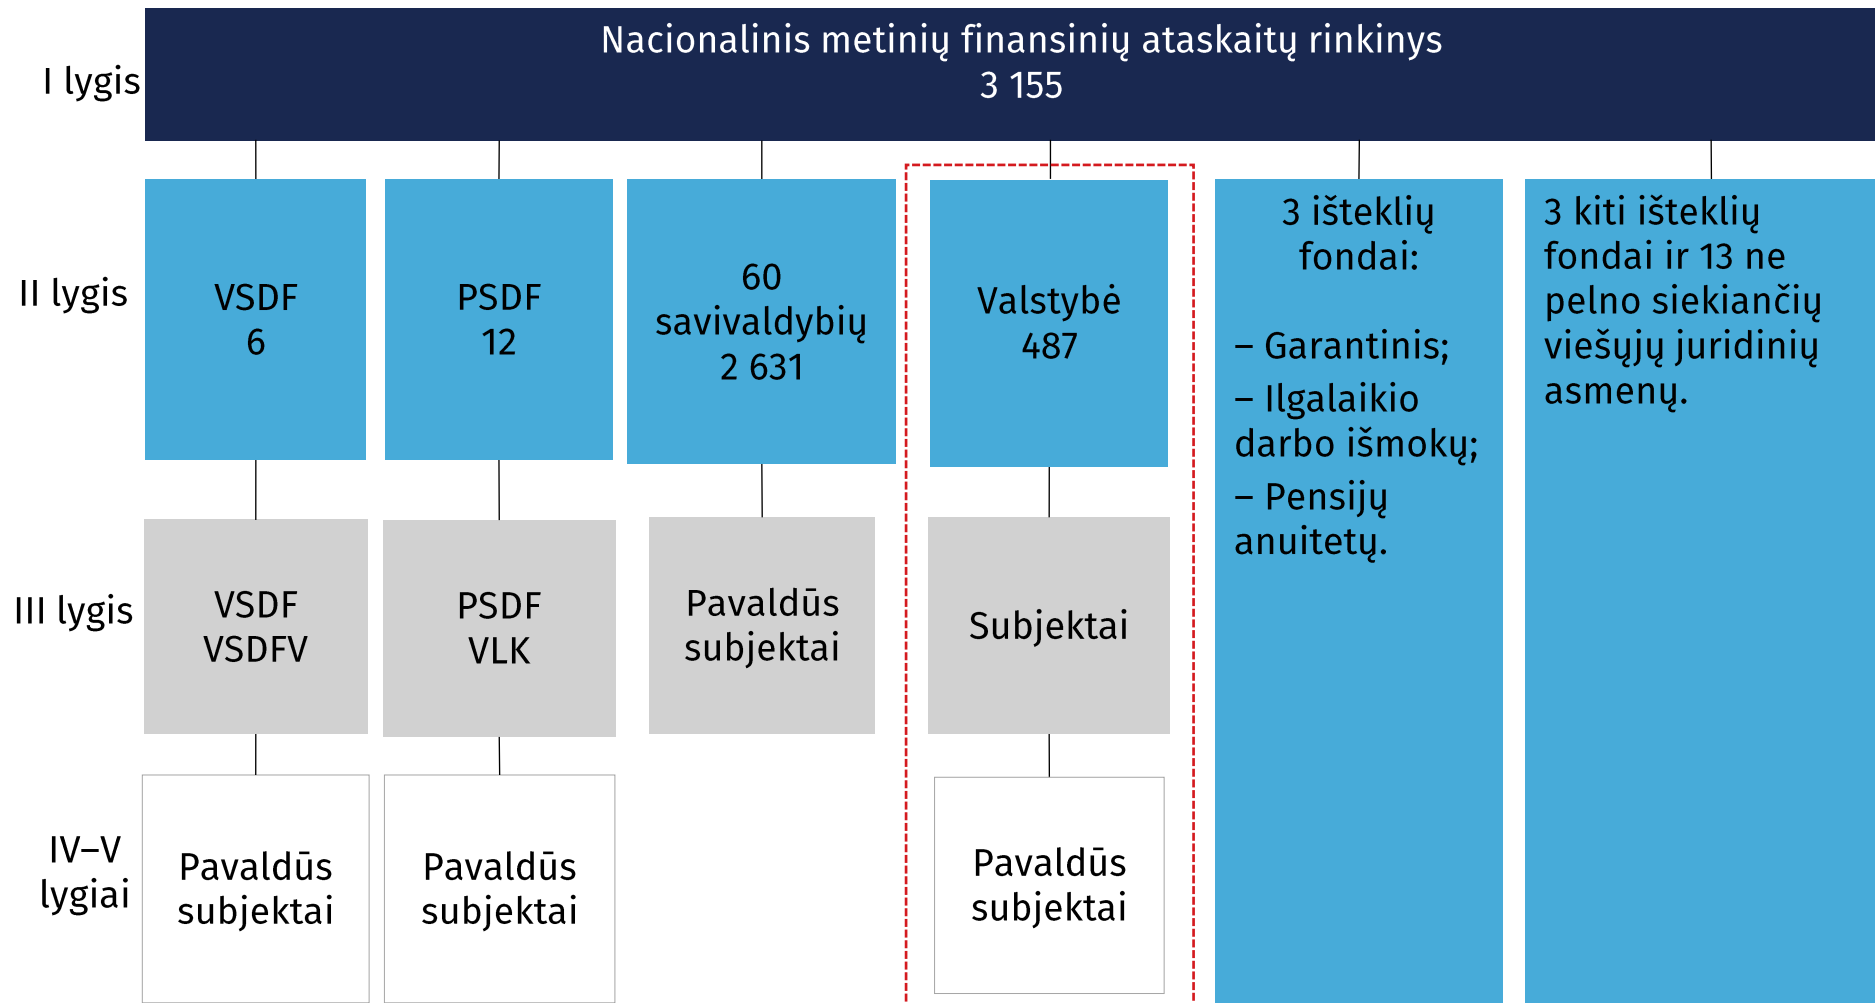 Nacionalinis metinių finansinių ataskaitų rinkinys
3 155
I lygis
II lygis
VSDF
6
PSDF
12
60
savivaldybių
2 631
Valstybė
487
3 išteklių
fondai:
– Garantinis;
– Ilgalaikio
darbo išmokų;
– Pensijų
anuitetų.
3 kiti išteklių
fondai ir 13 ne
pelno siekiančių
viešųjų juridinių
asmenų.
III lygis
VSDF
VSDFV
PSDF
VLK
Pavaldūs
subjektai
Subjektai
IV–V
lygiai
Pavaldūs
subjektai
Pavaldūs
subjektai
Pavaldūs
subjektai